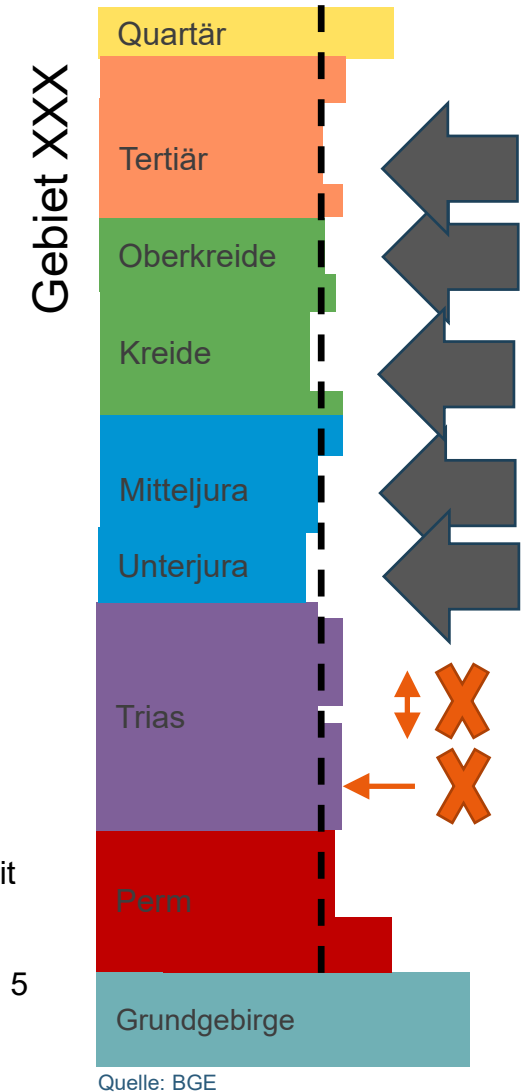 Gebiet XXX
Quartär
Tertiär
Oberkreide
Kreide
Mitteljura
Unterjura
Trias
it
Perm
5
Grundgebirge
Quelle: BGE